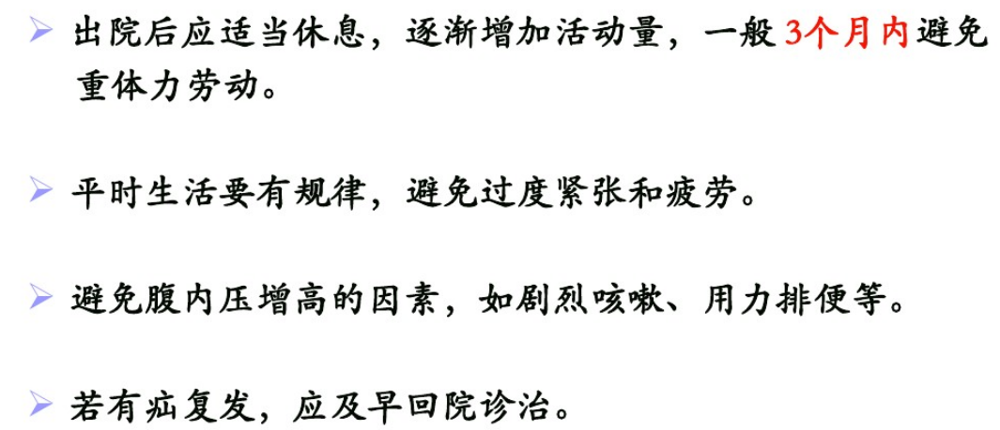 出院后应适当休息，逐渐增加活动量，一般3个月内避免
重体力劳动。
平时生活要有规律，避免过度紧张和疲劳。
避免腹内压增高的因素，如剧烈咳嗽、用力排便等。
若有疝复发，应及早回院诊治。